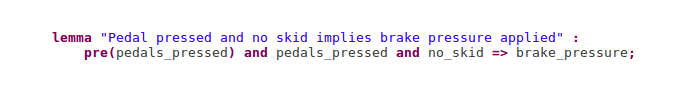 lemma "Pedal pressed and no skid implies brake pressure applied" :
pre(pedals_pressed) and pedals_pressed and no_skid => brake_pressure;